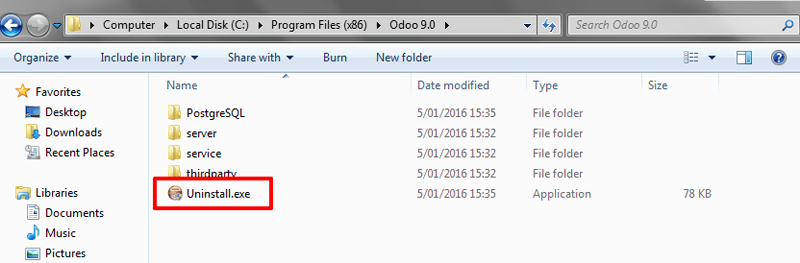 Computer Local Disk (C:) Program Files (x86) Odoo 9.0 Search Odoo 9.0
Organize Include in library Share with Burn New folder
Name Date modified Type Size
Favorites
Desktop
Downloads
Recent Places
Libraries
Documents
Music
Pictures
PostgreSQL 5/01/2016 15:35 File folder
server 5/01/2016 15:32 File folder
service 5/01/2016 15:32 File folder
thirdparty 5/01/2016 15:32 File folder
Uninstall.exe 5/01/2016 15:35 Application 78 KB